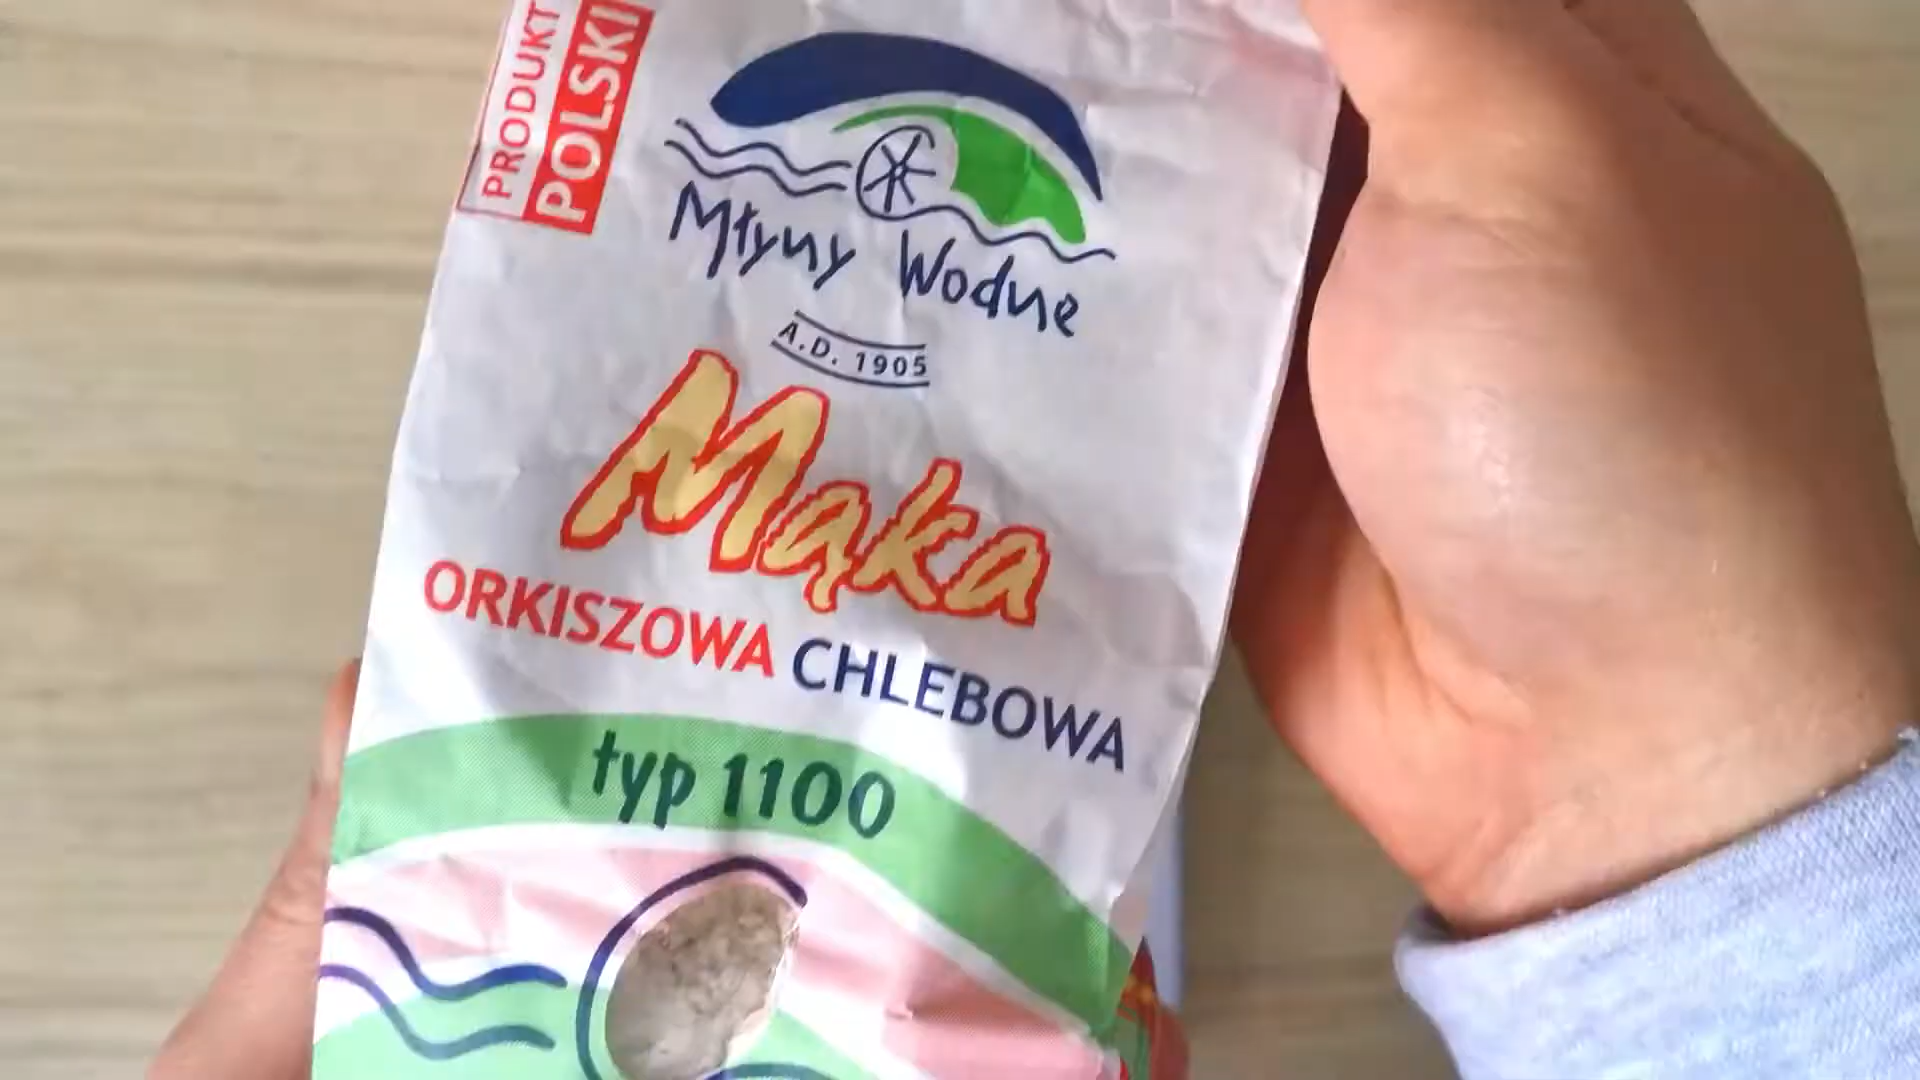 PRODUKT
POLSKI
Młyny Wodne
A.D. 1905
Mąka
ORKISZOWA CHLEBOWA
typ 1100